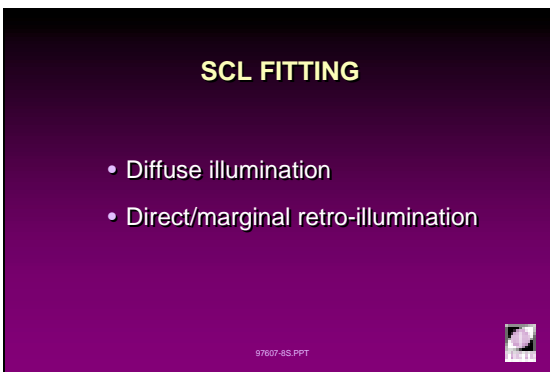 SCL FITTING
• Diffuse illumination
• Direct/marginal retro-illumination
97607-8S.PPT